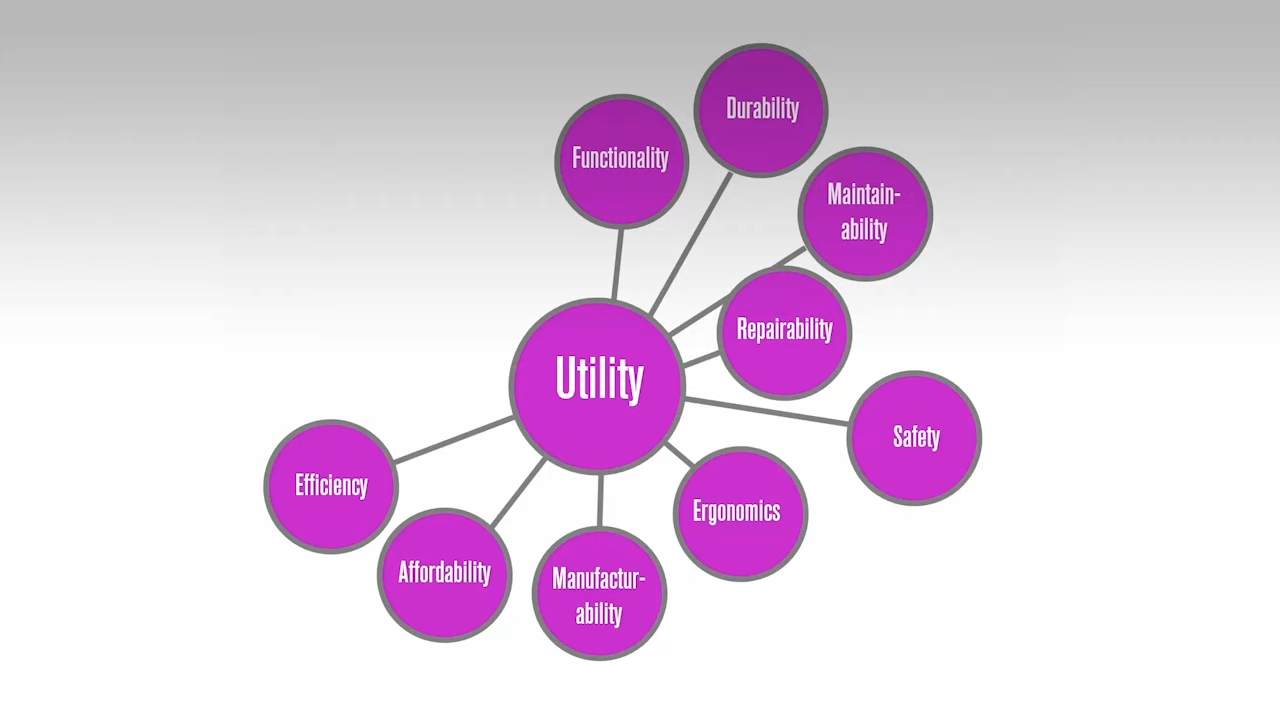 Durability
Functionality
Maintain-
ability
Repairability
Utility
Safety
Efficiency
Ergonomics
Affordability
Manufactur-
ability